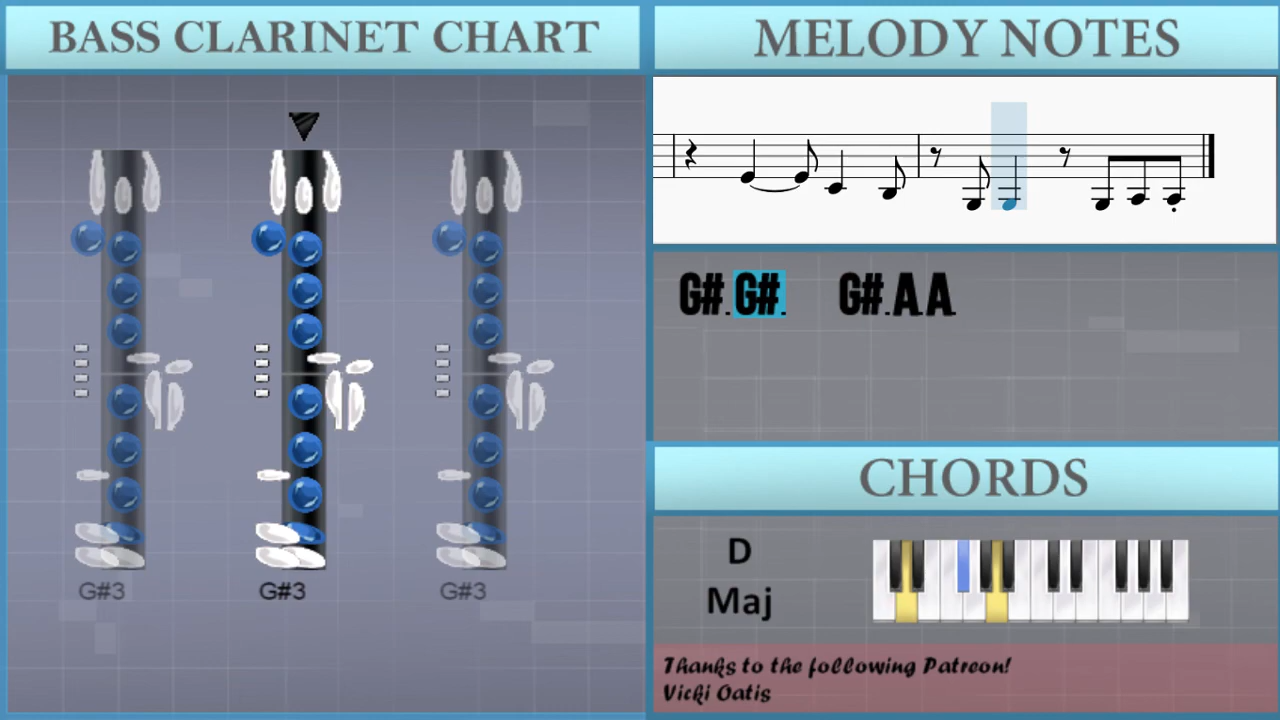 BASS CLARINET CHART
G#3
G#3
G#3
MELODY NOTES
G#. G#. G#. A. A.
CHORDS
D
Maj
Thanks to the following Patreon!
Vicki Oatis